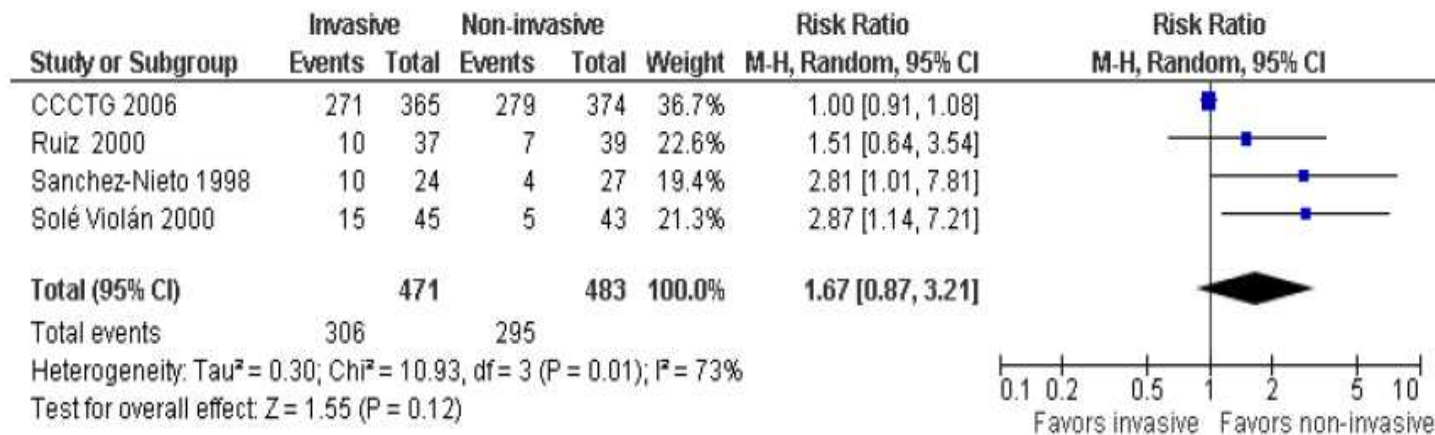 Invasive Non-invasive Risk Ratio Risk Ratio
Study or Subgroup Events Total Events Total Weight M-H, Random, 95% CI M-H, Random, 95% CI
CCCTG 2006 271 365 279 374 36.7% 1.00 [0.91, 1.08]
Ruiz 2000 10 37 7 39 22.6% 1.51 [0.64, 3.54]
Sanchez-Nieto 1998 10 24 4 27 19.4% 2.81 [1.01, 7.81]
Solé Violán 2000 15 45 5 43 21.3% 2.87 [1.14, 7.21]
Total (95% CI) 471 483 100.0% 1.67 [0.87, 3.21]
Total events 306 295
Heterogeneity: Tau² = 0.30; Chi² = 10.93, df = 3 (P = 0.01); I² = 73%
Test for overall effect: Z = 1.55 (P = 0.12)
0.1 0.2 0.5 1 2 5 10
Favors invasive Favors non-invasive